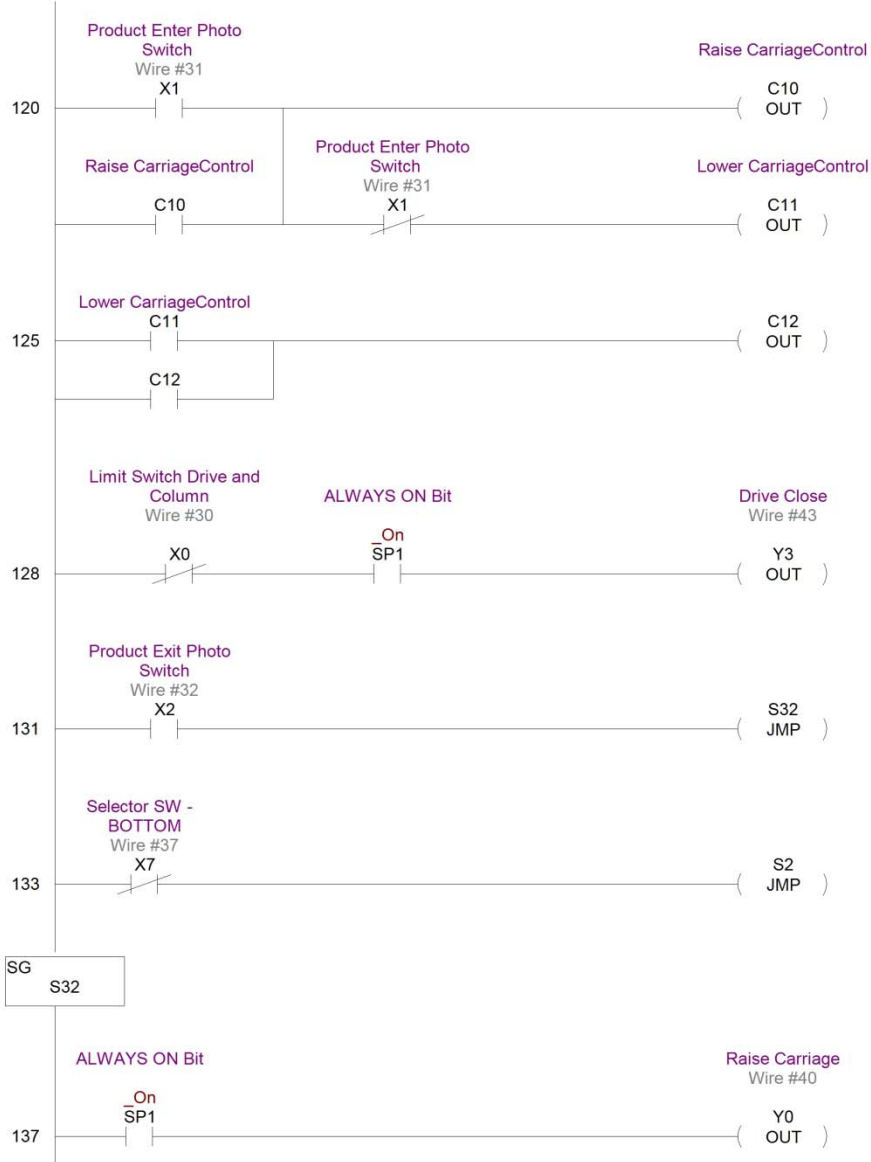 Product Enter Photo
Switch
Wire #31
X1
Raise CarriageControl
C10
OUT
120
Raise CarriageControl
C10
Product Enter Photo
Switch
Wire #31
X1
Lower CarriageControl
C11
OUT
Lower CarriageControl
C11
C12
OUT
125
C12
Limit Switch Drive and
Column
Wire #30
X0
ALWAYS ON Bit
_On
SP1
Drive Close
Wire #43
Y3
OUT
128
Product Exit Photo
Switch
Wire #32
X2
S32
JMP
131
Selector SW -
BOTTOM
Wire #37
X7
S2
JMP
133
SG
S32
ALWAYS ON Bit
_On
SP1
Raise Carriage
Wire #40
Y0
OUT
137